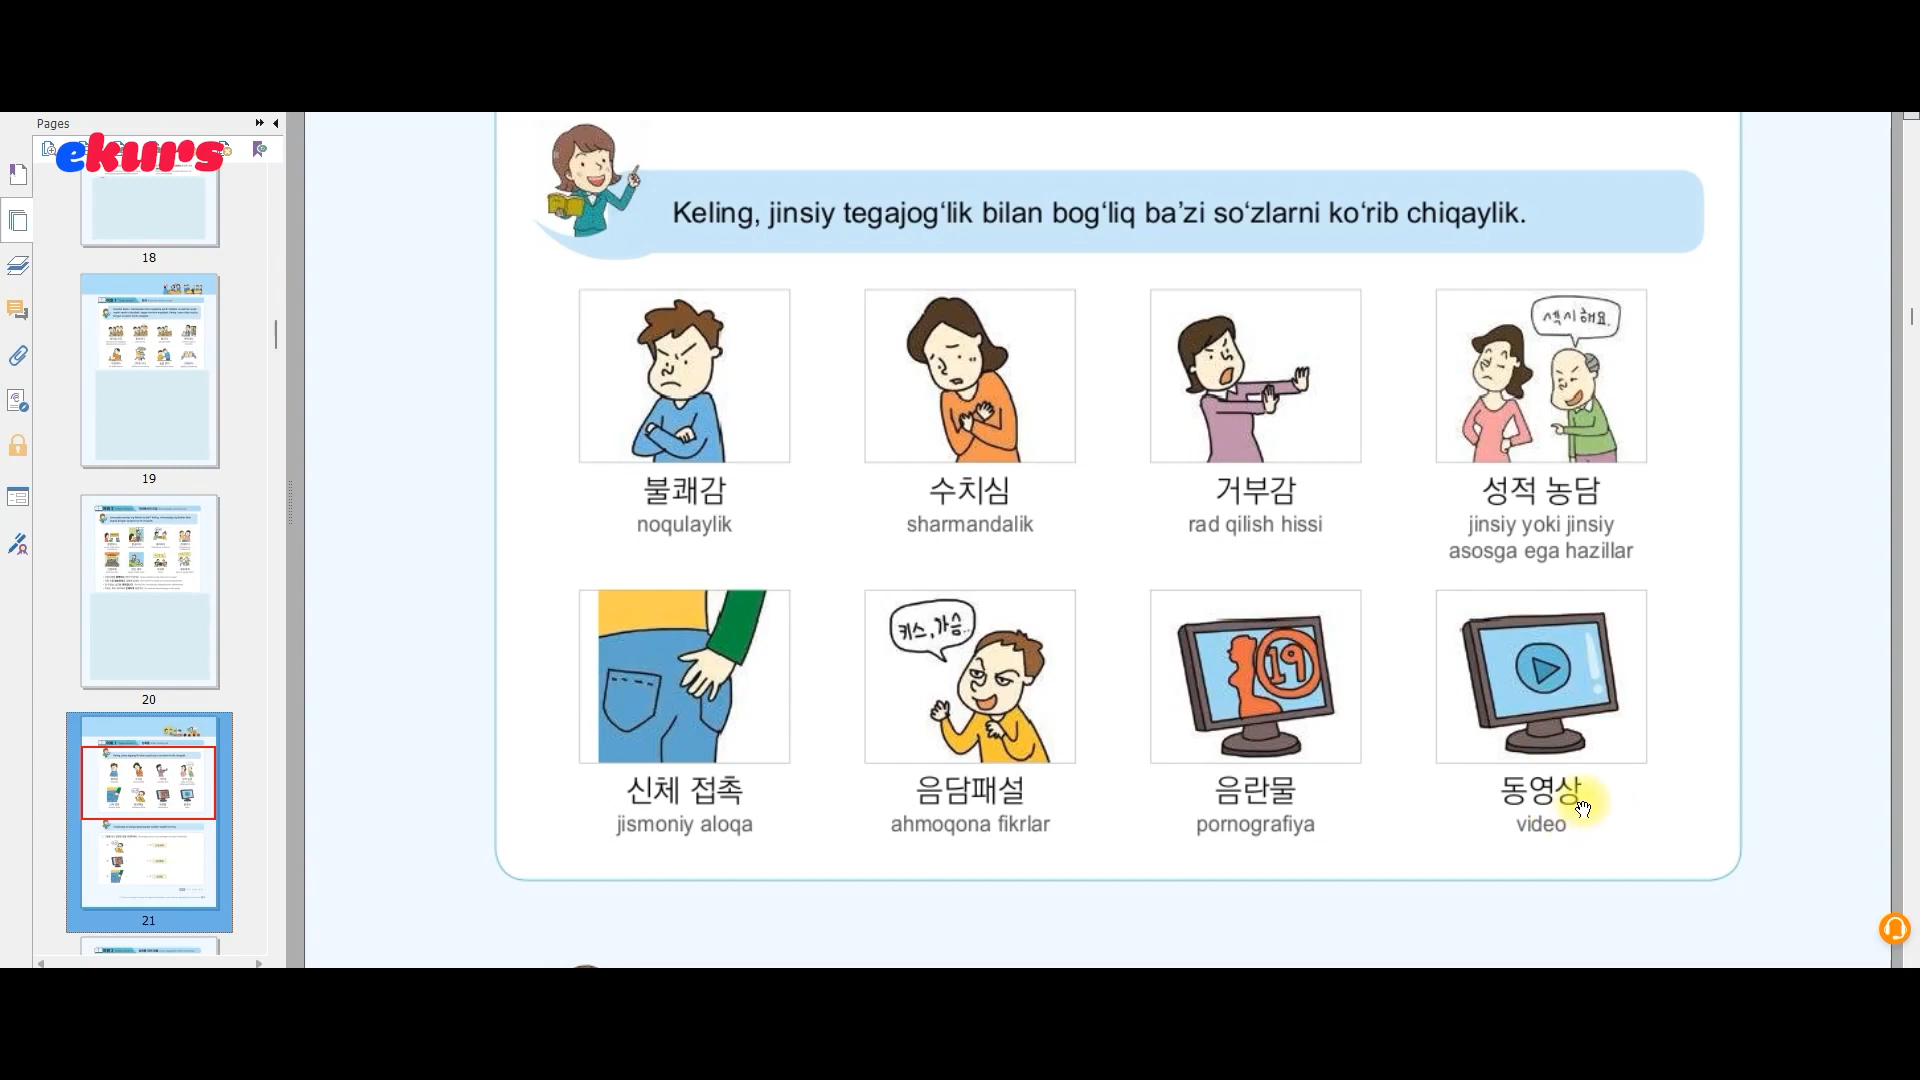 Pages
ekurs
18
19
20
21
Keling, jinsiy tegajog‘lik bilan bog‘liq ba’zi so‘zlarni ko‘rib chiqaylik.
섹시해요.
불쾌감
noqulaylik
수치심
sharmandalik
거부감
rad qilish hissi
성적 농담
jinsiy yoki jinsiy
asosga ega hazillar
키스, 가슴..
19
신체 접촉
jismoniy aloqa
음담패설
ahmoqona fikrlar
음란물
pornografiya
동영상
video